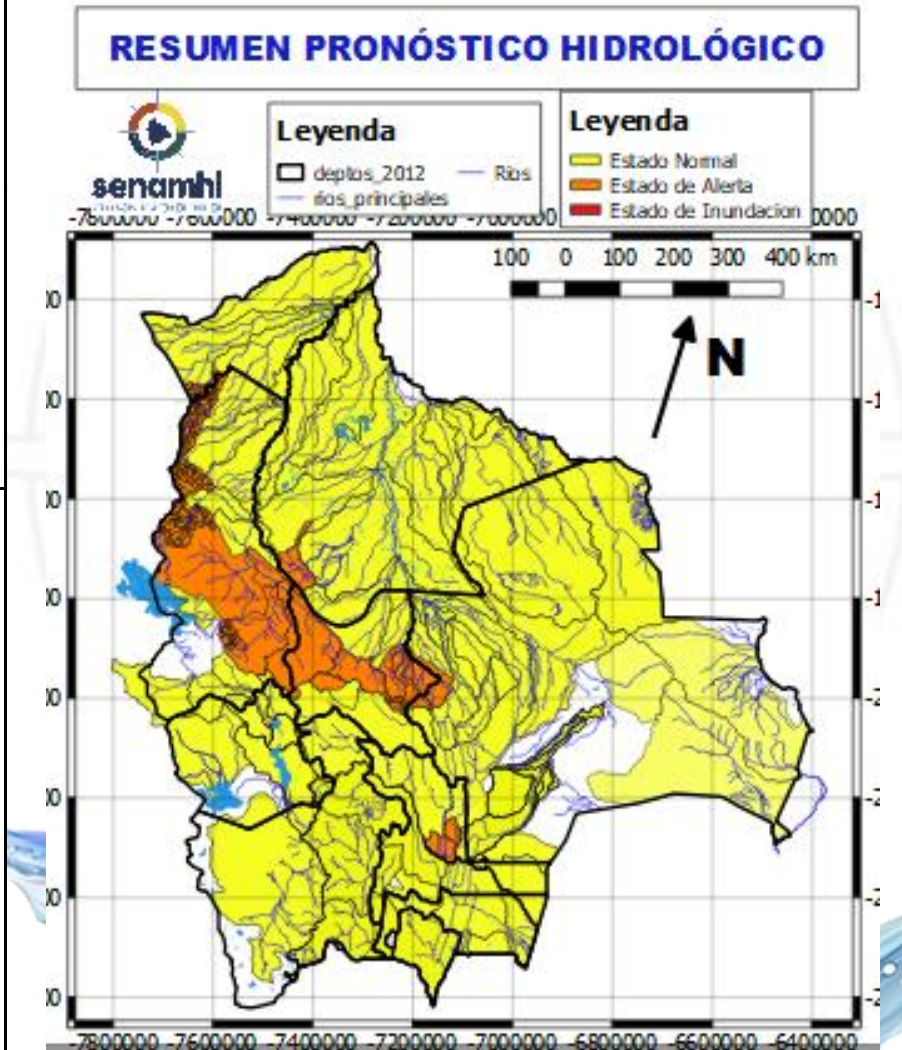 RESUMEN PRONÓSTICO HIDROLÓGICO
senamhi
Leyenda
deptos_2012
Rios
rios_principales
Leyenda
Estado Normal
Estado de Alerta
Estado de Inundacion
-7600000 -7400000 -7200000 -7000000
100 0 100 200 300 400 km
N
-7800000 -7600000 -7400000 -7200000 -7000000 -6800000 -6600000 -6400000